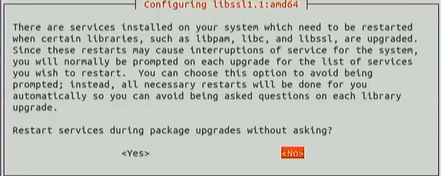 Configuring libssl1.1:amd64
There are services installed on your system which need to be restarted
when certain libraries, such as libpam, libc, and libssl, are upgraded.
Since these restarts may cause interruptions of service for the system,
you will normally be prompted on each upgrade for the list of services
you wish to restart.  You can choose this option to avoid being
prompted; instead, all necessary restarts will be done for you
automatically so you can avoid being asked questions on each library
upgrade.
Restart services during package upgrades without asking?
<Yes> <No>